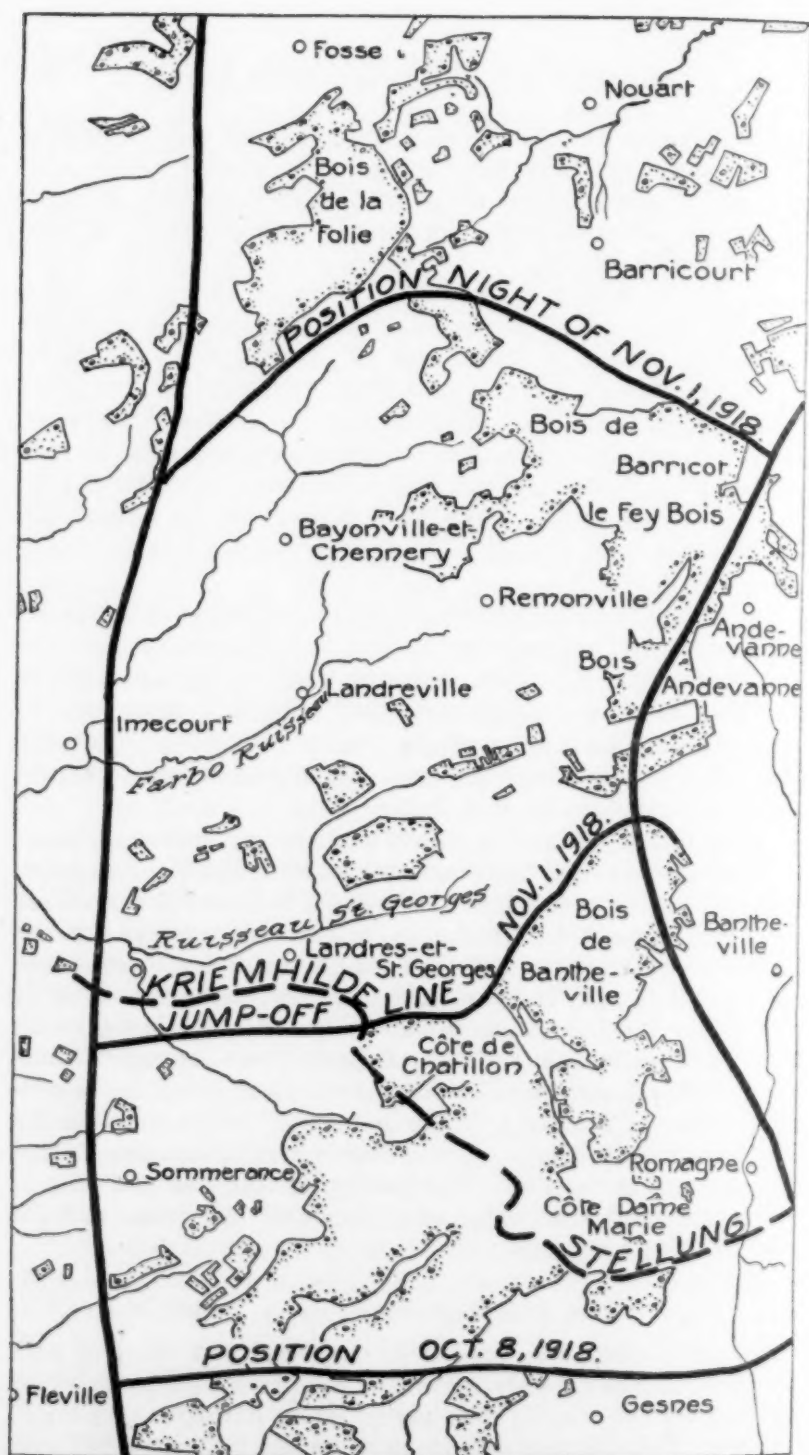 Fosse
Nouart
Bois
de la
Folie
Barricourt
POSITION NIGHT OF NOV. 1, 1918
Bois de
Barricot
le Fey Bois
Bayonville-et-
Chennery
Remonville
Ande-
vanne
Bois
Andevanne
Landreville
Imecourt
Farbo Ruisseau
NOV. 1, 1918.
Ruisseau St. Georges
Bois
de
Banthe-
ville
Banthe-
ville
Landres-et-
St. Georges
KRIEMHILDE LINE
JUMP-OFF
Côte de
Chatillon
Sommerance
Romagne
Côte Dame
Marie
STELLUNG
POSITION OCT. 8, 1918.
Fleville
Gesnes